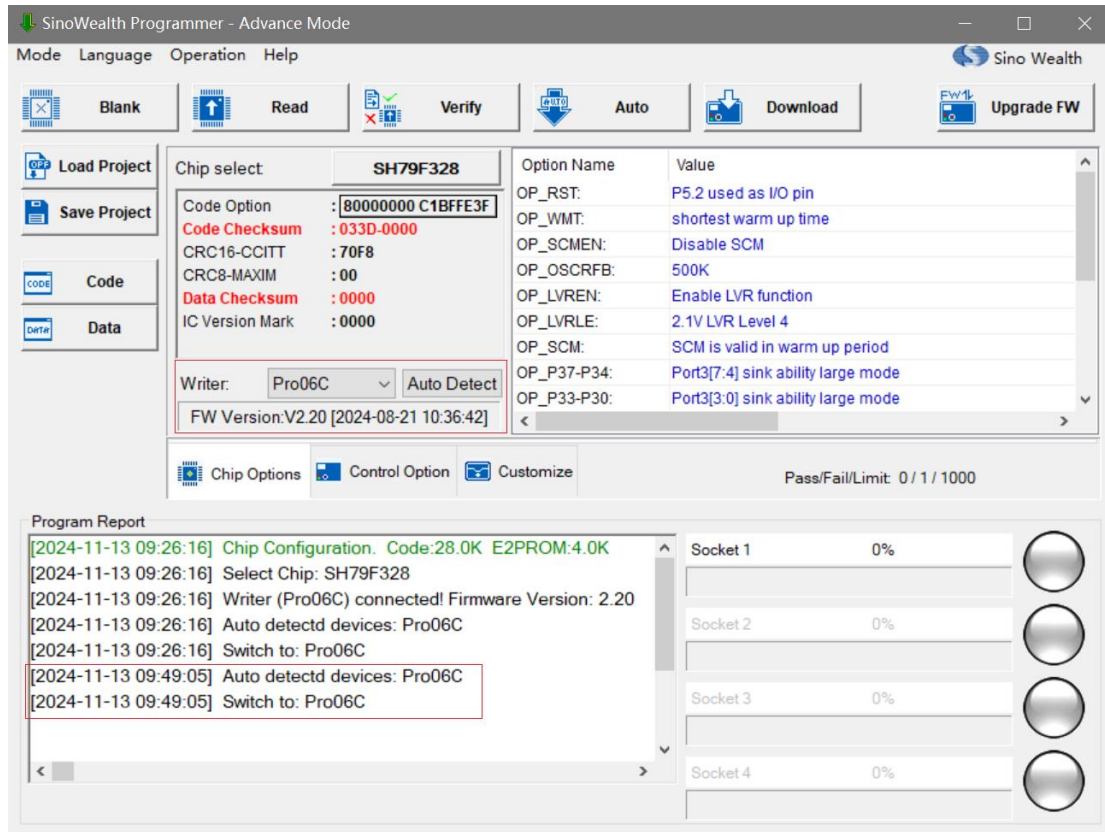 SinoWealth Programmer - Advance Mode
Mode Language Operation Help
Sino Wealth
Blank
Read
Verify
AUTO
Auto
Download
FW
Upgrade FW
OPP
Load Project
Save Project
CODE
Code
DATA
Data
Chip select:
SH79F328
Code Option : 80000000 C1BFFE3F
Code Checksum : 033D-0000
CRC16-CCITT : 70F8
CRC8-MAXIM : 00
Data Checksum : 0000
IC Version Mark : 0000
Writer: Pro06C Auto Detect
FW Version:V2.20 [2024-08-21 10:36:42]
Option Name Value
OP_RST: P5.2 used as I/O pin
OP_WMT: shortest warm up time
OP_SCMEN: Disable SCM
OP_OSCRFB: 500K
OP_LVREN: Enable LVR function
OP_LVRLE: 2.1V LVR Level 4
OP_SCM: SCM is valid in warm up period
OP_P37-P34: Port3[7:4] sink ability large mode
OP_P33-P30: Port3[3:0] sink ability large mode
Chip Options
Control Option
Customize
Pass/Fail/Limit: 0 / 1 / 1000
Program Report
[2024-11-13 09:26:16] Chip Configuration. Code:28.0K E2PROM:4.0K
[2024-11-13 09:26:16] Select Chip: SH79F328
[2024-11-13 09:26:16] Writer (Pro06C) connected! Firmware Version: 2.20
[2024-11-13 09:26:16] Auto detectd devices: Pro06C
[2024-11-13 09:26:16] Switch to: Pro06C
[2024-11-13 09:49:05] Auto detectd devices: Pro06C
[2024-11-13 09:49:05] Switch to: Pro06C
Socket 1 0%
Socket 2 0%
Socket 3 0%
Socket 4 0%